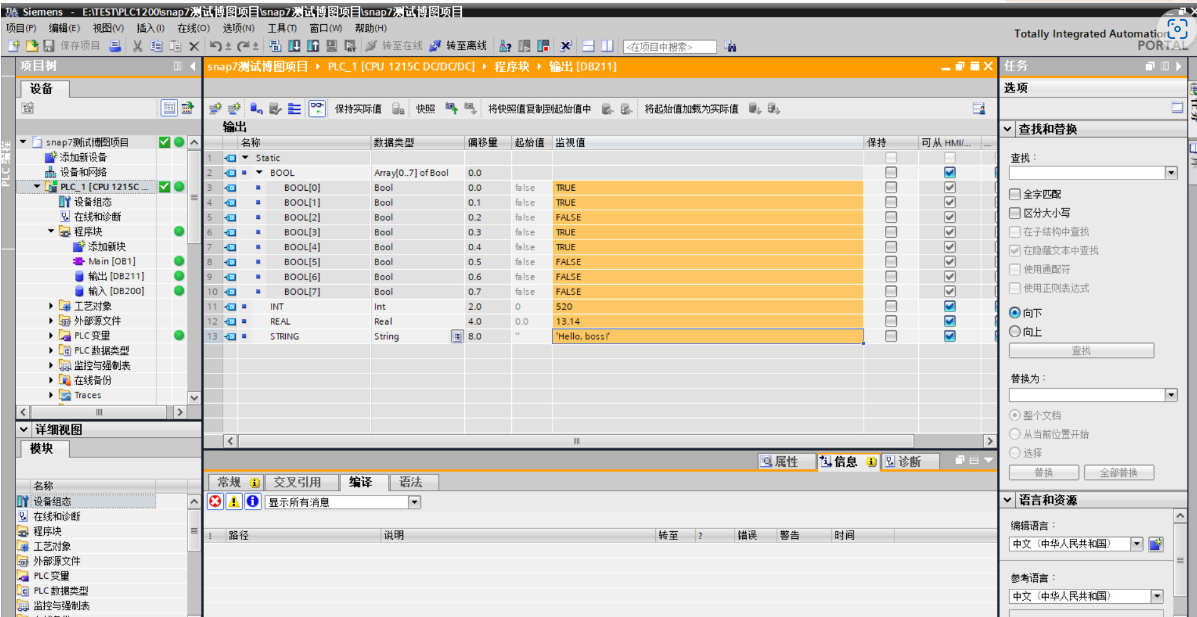 Siemens - E:\TEST\PLC1200\snap7测试博图项目\snap7测试博图项目\snap7测试博图项目
项目(P) 编辑(E) 视图(V) 插入(I) 在线(O) 选项(N) 工具(T) 窗口(W) 帮助(H)
Totally Integrated Automation
PORTAL
保存项目 转至在线 转至离线 <在项目中搜索>
项目树
snap7测试博图项目 PLC_1 [CPU 1215C DC/DC/DC] 程序块 输出 [DB211]
任务
设备
选项
保持实际值 快照 将快照值复制到起始值中 将起始值加载为实际值
PLC 编程
snap7测试博图项目
添加新设备
设备和网络
PLC_1 [CPU 1215C ...
设备组态
在线和诊断
程序块
添加新块
Main [OB1]
输出 [DB211]
输入 [DB200]
工艺对象
外部源文件
PLC 变量
PLC 数据类型
监控与强制表
在线备份
Traces
输出
名称 数据类型 偏移量 起始值 监视值 保持 可从 HMI/... ...
1 Static
2 BOOL Array[0..7] of Bool 0.0
3 BOOL[0] Bool 0.0 false TRUE
4 BOOL[1] Bool 0.1 false TRUE
5 BOOL[2] Bool 0.2 false FALSE
6 BOOL[3] Bool 0.3 false TRUE
7 BOOL[4] Bool 0.4 false TRUE
8 BOOL[5] Bool 0.5 false FALSE
9 BOOL[6] Bool 0.6 false FALSE
10 BOOL[7] Bool 0.7 false FALSE
11 INT Int 2.0 0 520
12 REAL Real 4.0 0.0 13.14
13 STRING String 8.0 '' 'Hello, boss!'
查找和替换
查找：
全字匹配
区分大小写
在子结构中查找
在隐藏文本中查找
使用通配符
使用正则表达式
向下
向上
查找
替换为：
整个文档
从当前位置开始
选择
替换 全部替换
语言和资源
编辑语言：
中文（中华人民共和国）
参考语言：
中文（中华人民共和国）
详细视图
模块
名称
设备组态
在线和诊断
程序块
工艺对象
外部源文件
PLC 变量
PLC 数据类型
监控与强制表
属性 信息 诊断
常规 交叉引用 编译 语法
显示所有消息
! 路径 说明 转至 ? 错误 警告 时间